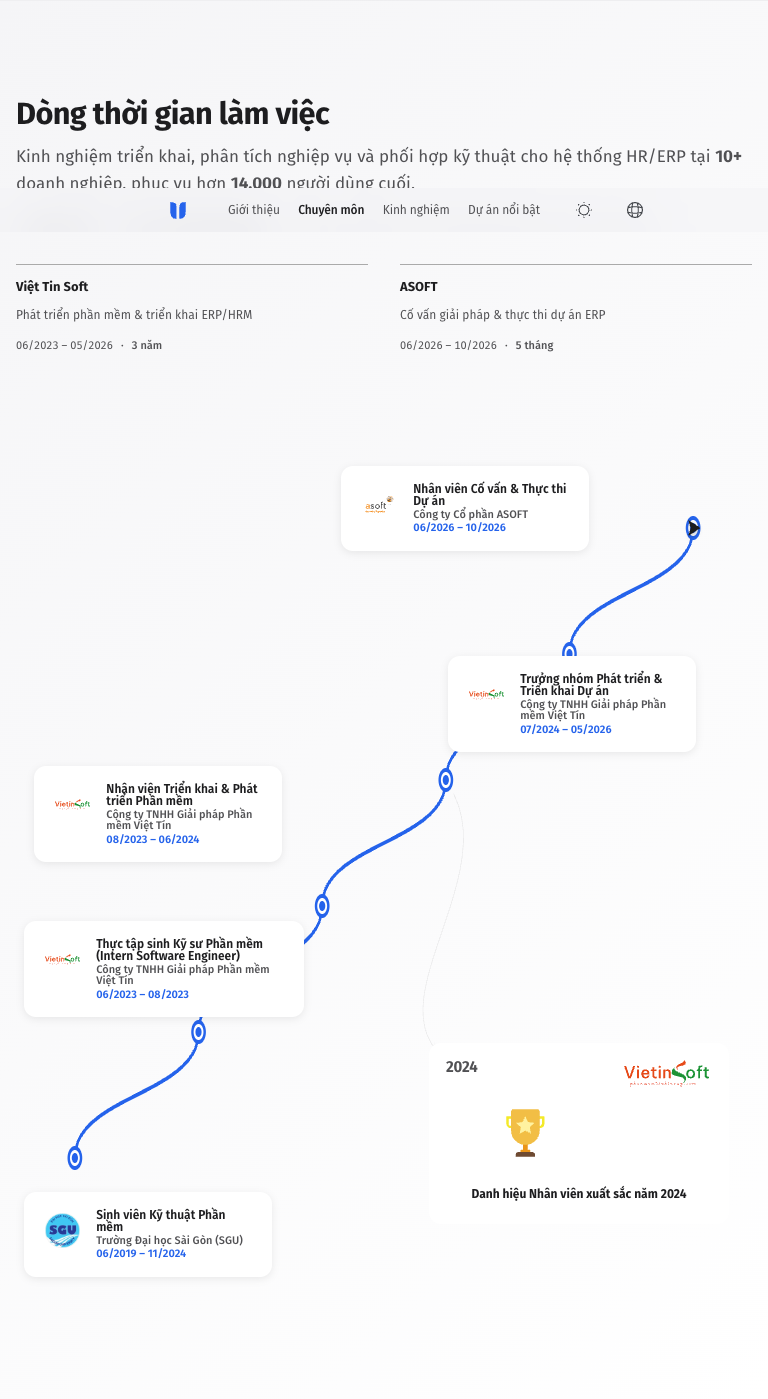 Dòng thời gian làm việc
Kinh nghiệm triển khai, phân tích nghiệp vụ và phối hợp kỹ thuật cho hệ thống HR/ERP tại 10+
doanh nghiệp, phục vụ hơn 14.000 người dùng cuối.
Giới thiệu Chuyên môn Kinh nghiệm Dự án nổi bật
Việt Tin Soft
Phát triển phần mềm & triển khai ERP/HRM
06/2023 – 05/2026 · 3 năm
ASOFT
Cố vấn giải pháp & thực thi dự án ERP
06/2026 – 10/2026 · 5 tháng
asoft
Nhân viên Cố vấn & Thực thi
Dự án
Công ty Cổ phần ASOFT
06/2026 – 10/2026
VietinSoft
Trưởng nhóm Phát triển &
Triển khai Dự án
Công ty TNHH Giải pháp Phần
mềm Việt Tín
07/2024 – 05/2026
VietinSoft
Nhân viên Triển khai & Phát
triển Phần mềm
Công ty TNHH Giải pháp Phần
mềm Việt Tín
08/2023 – 06/2024
VietinSoft
Thực tập sinh Kỹ sư Phần mềm
(Intern Software Engineer)
Công ty TNHH Giải pháp Phần mềm
Việt Tín
06/2023 – 08/2023
2024
VietinSoft
Danh hiệu Nhân viên xuất sắc năm 2024
SGU
Sinh viên Kỹ thuật Phần
mềm
Trường Đại học Sài Gòn (SGU)
06/2019 – 11/2024